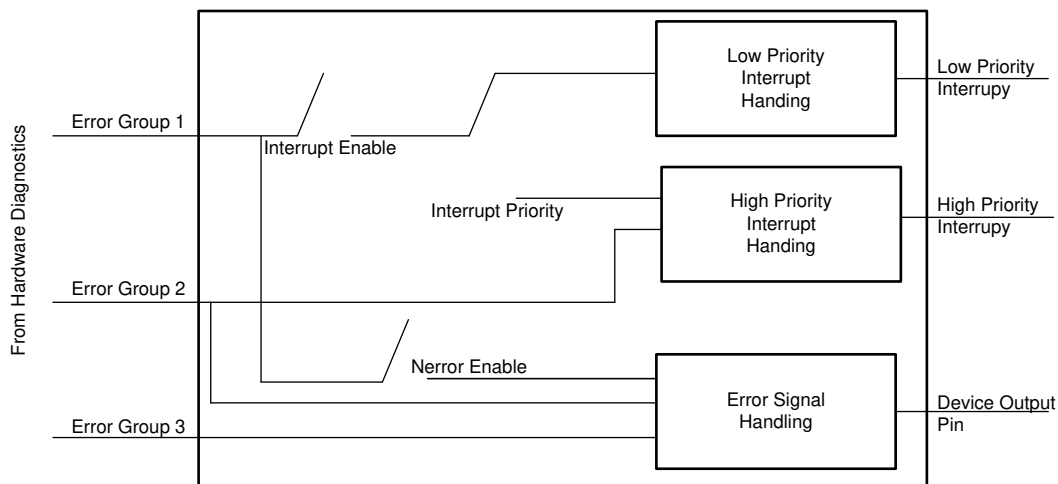 From Hardware Diagnostics
Error Group 1
Interrupt Enable
Low Priority
Interrupt
Handing
Low Priority
Interrupy
Interrupt Priority
High Priority
Interrupt
Handing
High Priority
Interrupy
Error Group 2
Nerror Enable
Error Signal
Handling
Device Output
Pin
Error Group 3